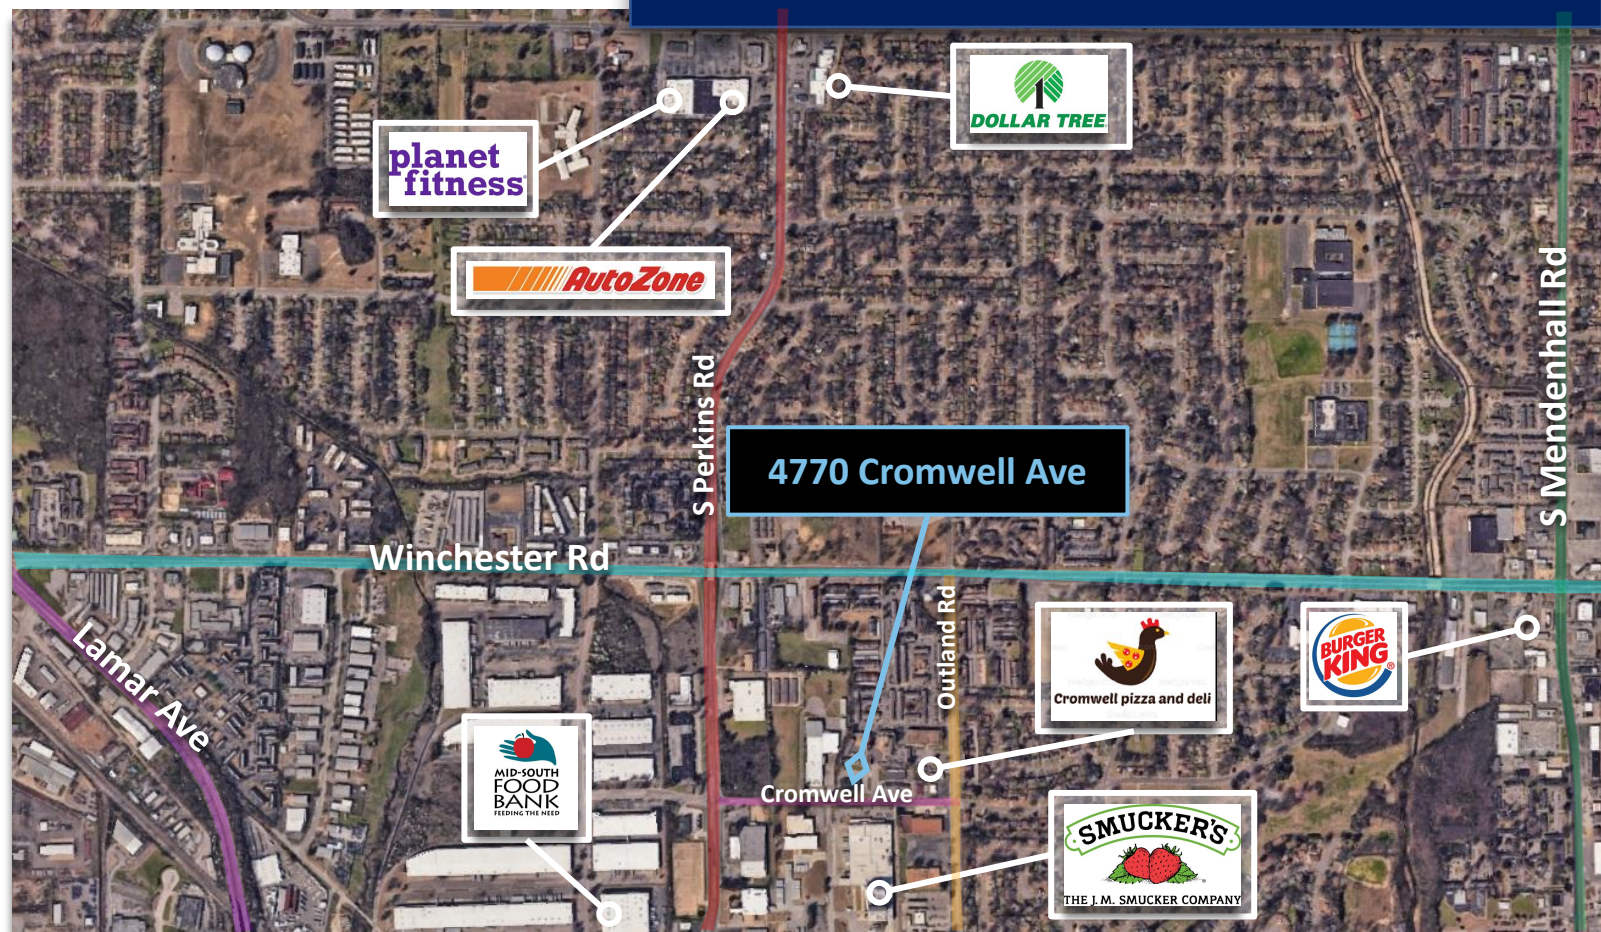 DOLLAR TREE
planet
fitness
AutoZone
S Perkins Rd
S Mendenhall Rd
4770 Cromwell Ave
Winchester Rd
Lamar Ave
Outland Rd
Cromwell pizza and deli
BURGER
KING®
MID-SOUTH
FOOD
BANK
FEEDING THE NEED
Cromwell Ave
SMUCKER'S
THE J. M. SMUCKER COMPANY